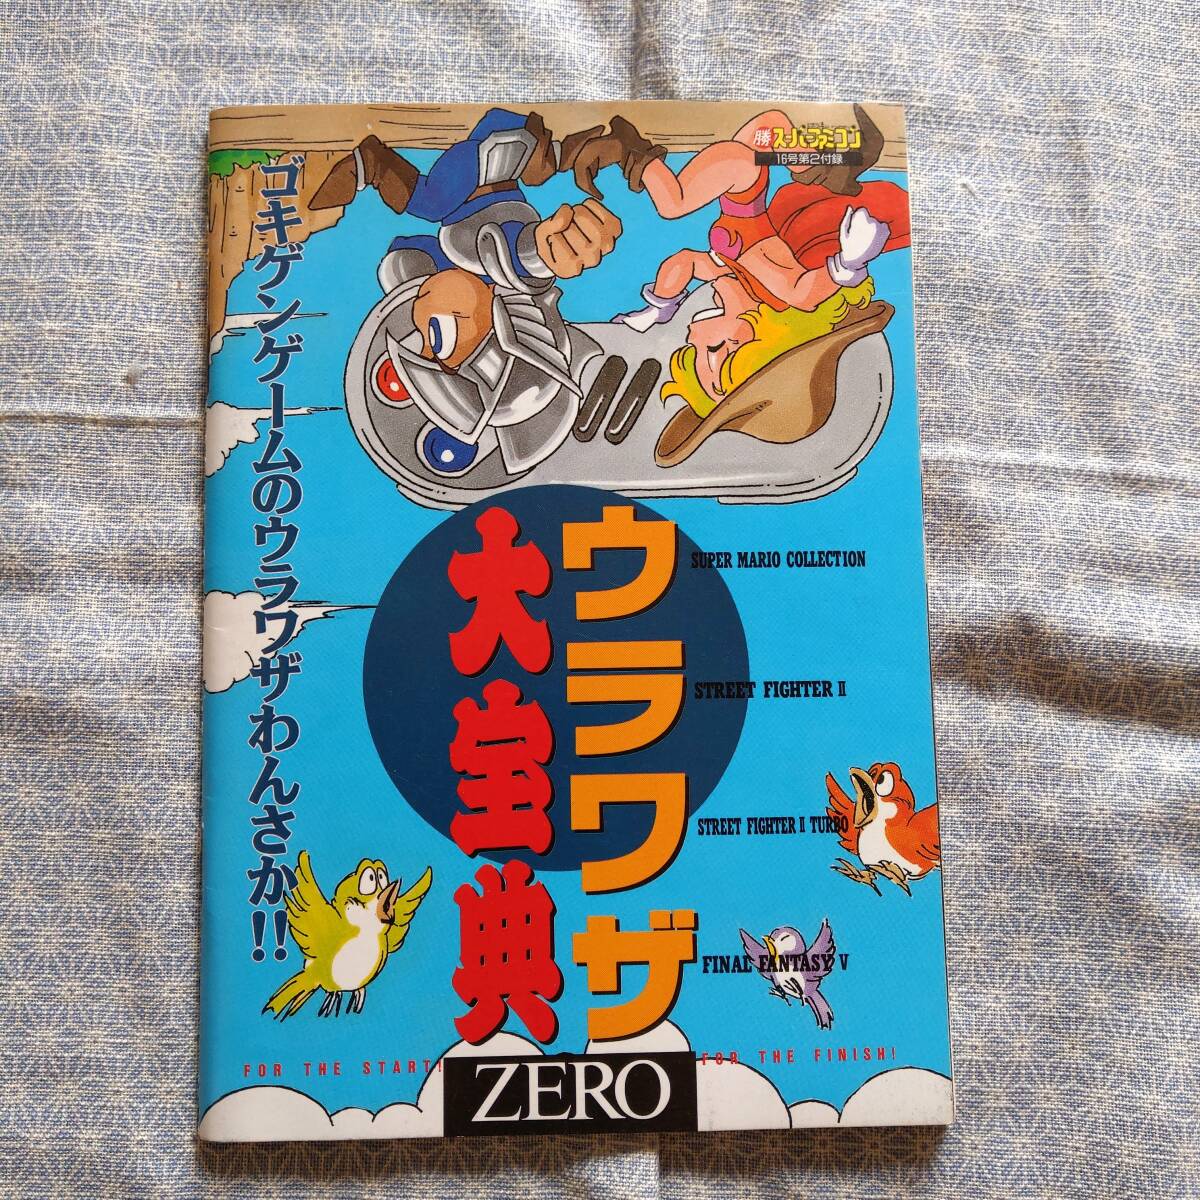 勝スーパーファミコン
16号第2付録
ゴキゲンゲームのウラワザわんさか!!
ウラワザ
大宝典
SUPER MARIO COLLECTION
STREET FIGHTER II
STREET FIGHTER II TURBO
FINAL FANTASY V
FOR THE START!
FOR THE FINISH!
ZERO